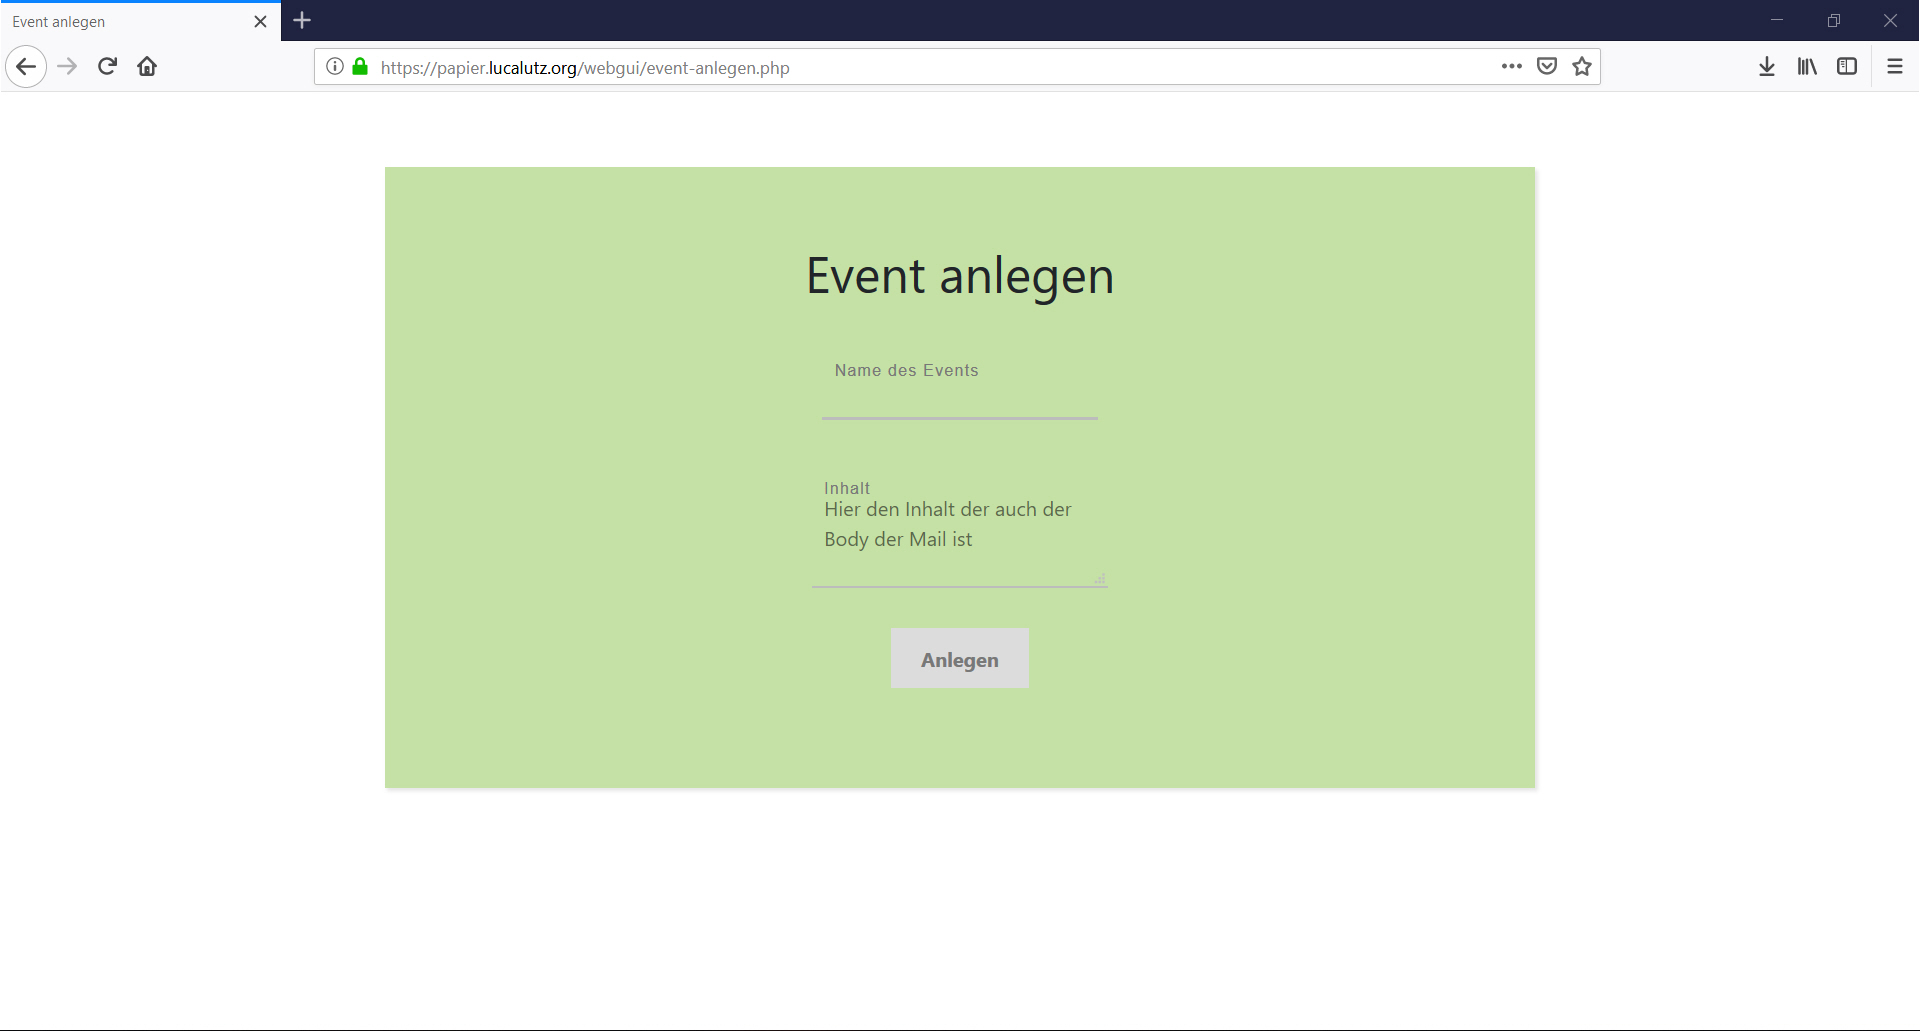 Event anlegen
https://papier.lucalutz.org/webgui/event-anlegen.php
Event anlegen
Name des Events
Inhalt
Hier den Inhalt der auch der
Body der Mail ist
Anlegen